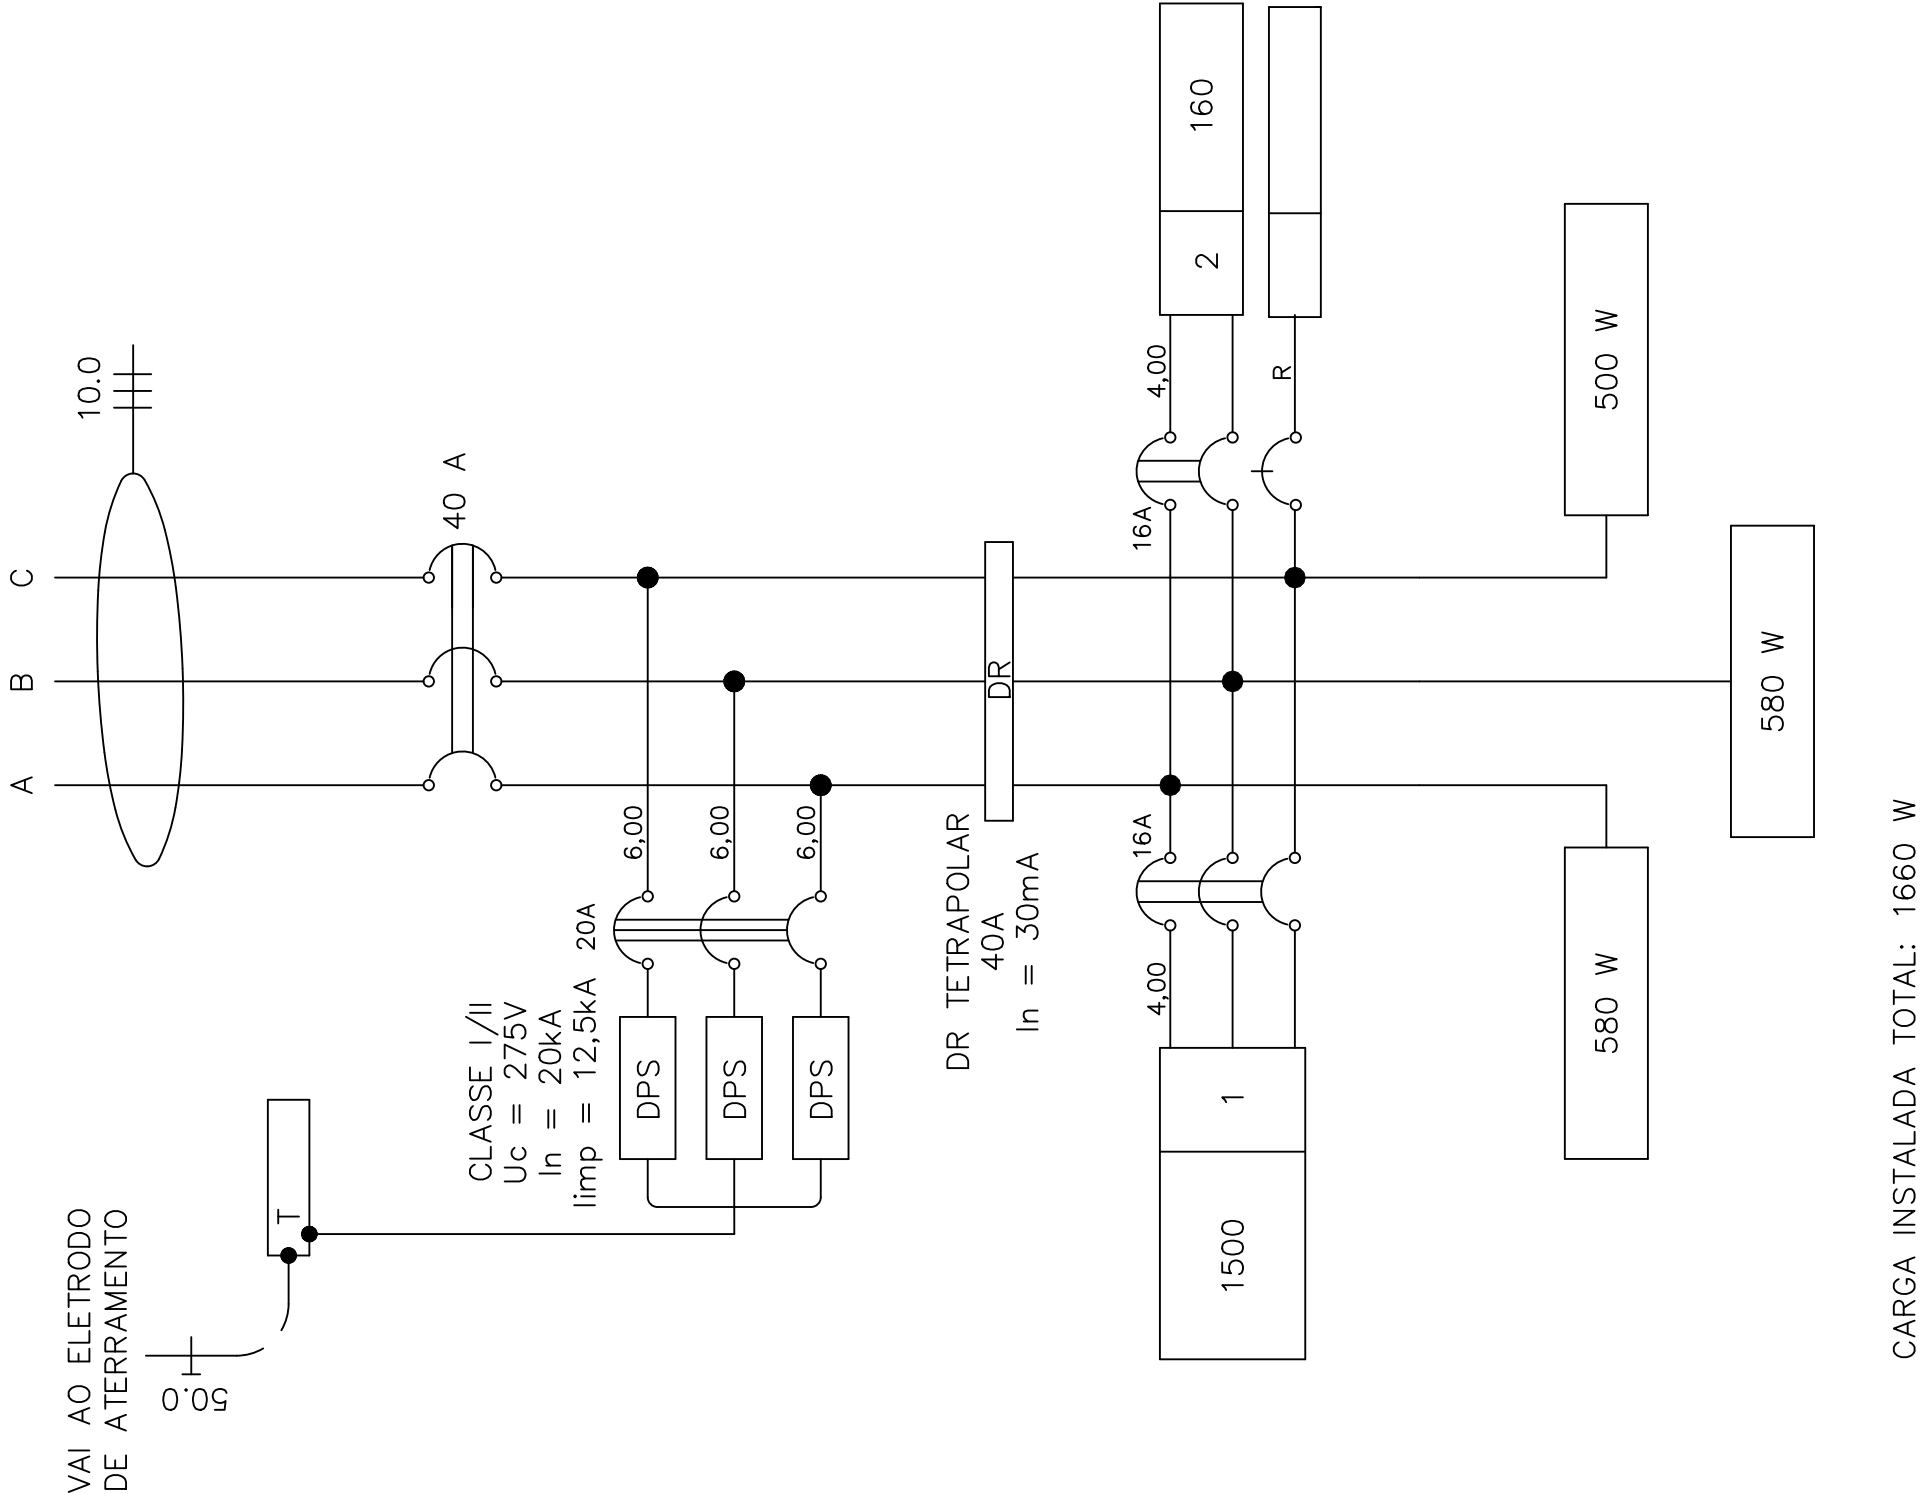 VAI AO ELETRODO
DE ATERRAMENTO
50.0
T
A
B
C
10.0
40 A
CLASSE I/II
Uc = 275V
In = 20kA
Iimp = 12,5kA
20A
6,00
6,00
6,00
DPS
DPS
DPS
DR TETRAPOLAR
40A
In = 30mA
DR
1500
1
4,00
16A
16A
4,00
2
160
R
580 W
580 W
500 W
CARGA INSTALADA TOTAL: 1660 W